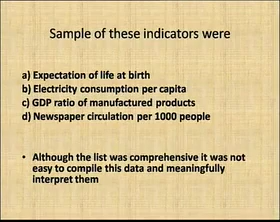 Sample of these indicators were
a) Expectation of life at birth
b) Electricity consumption per capita
c) GDP ratio of manufactured products
d) Newspaper circulation per 1000 people
• Although the list was comprehensive it was not
easy to compile this data and meaningfully
interpret them